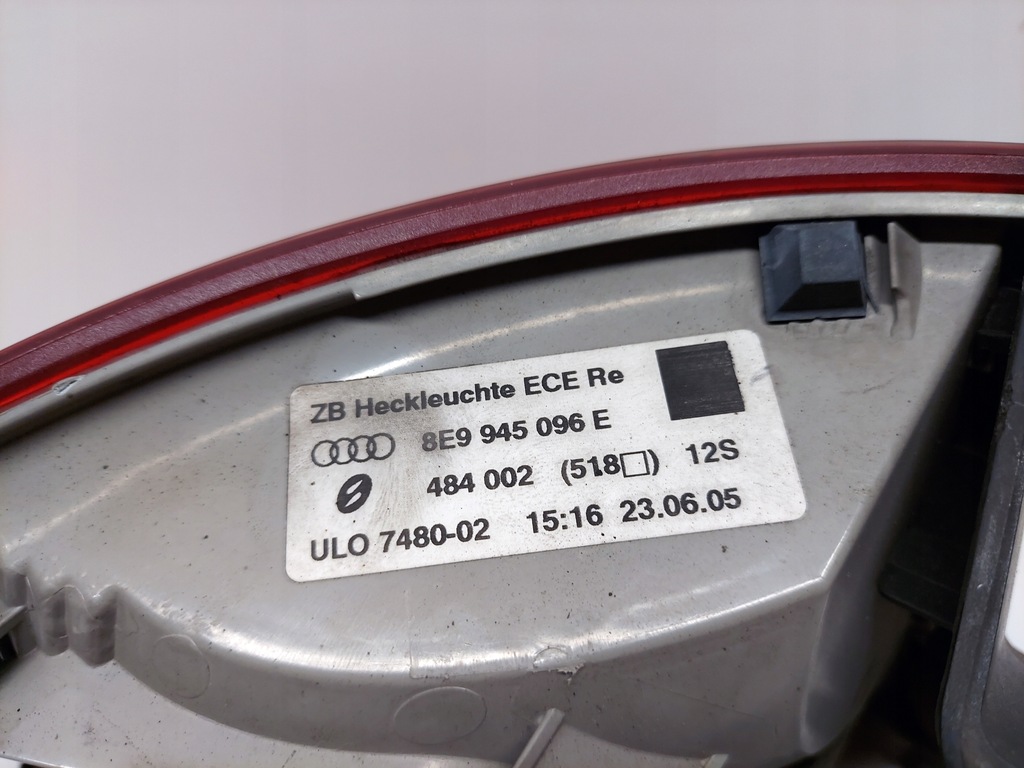 ZB Heckleuchte ECE Re
8E9 945 096 E
484 002 (518□) 12S
ULO 7480-02 15:16 23.06.05